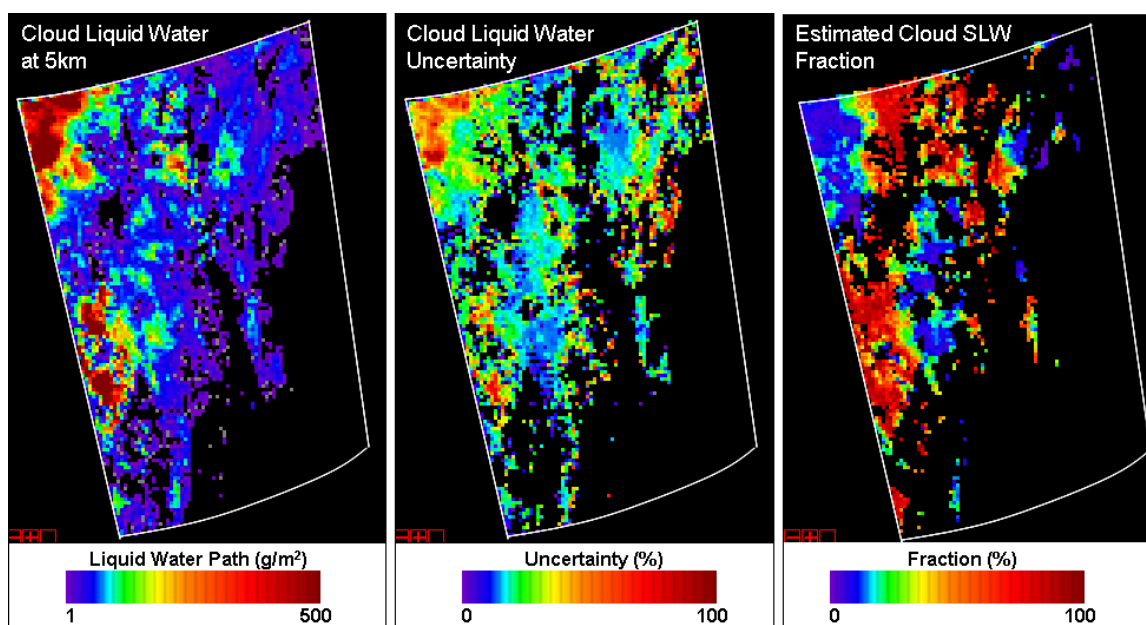 Cloud Liquid Water
at 5km
Cloud Liquid Water
Uncertainty
Estimated Cloud SLW
Fraction
Liquid Water Path (g/m²)
1 500
Uncertainty (%)
0 100
Fraction (%)
0 100